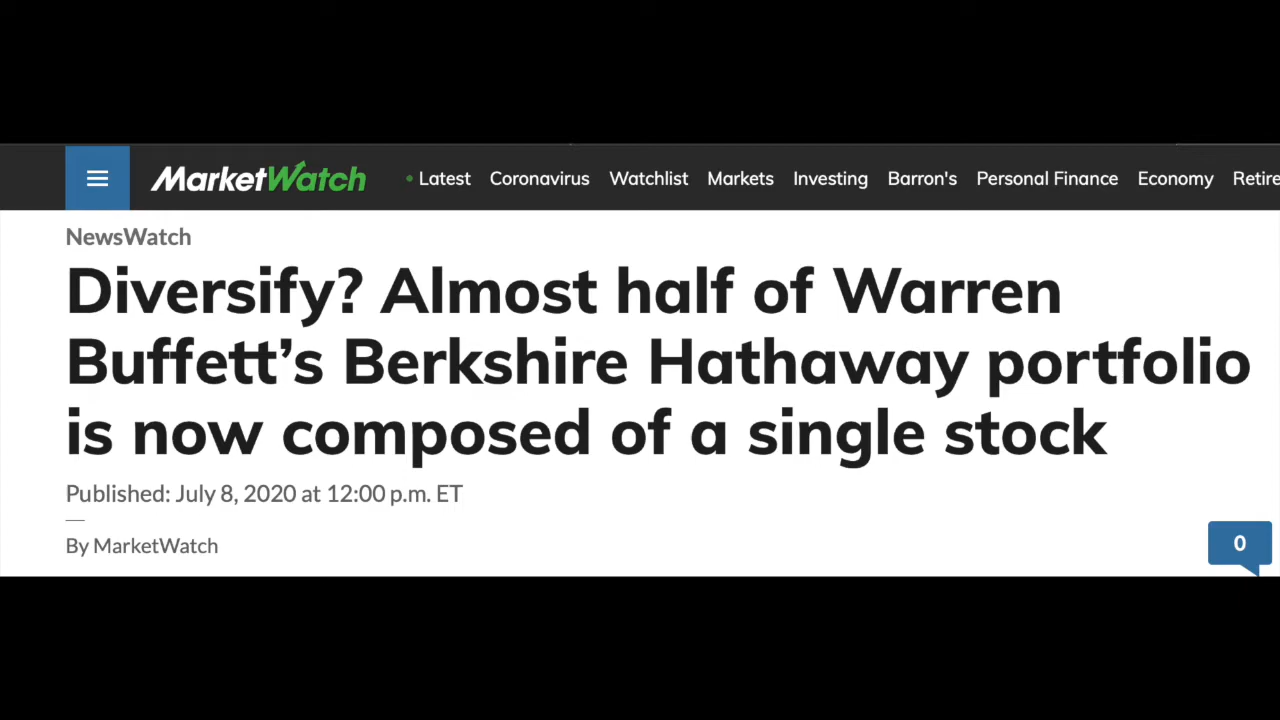 MarketWatch • Latest Coronavirus Watchlist Markets Investing Barron's Personal Finance Economy Retire
NewsWatch
Diversify? Almost half of Warren
Buffett’s Berkshire Hathaway portfolio
is now composed of a single stock
Published: July 8, 2020 at 12:00 p.m. ET
By MarketWatch
0